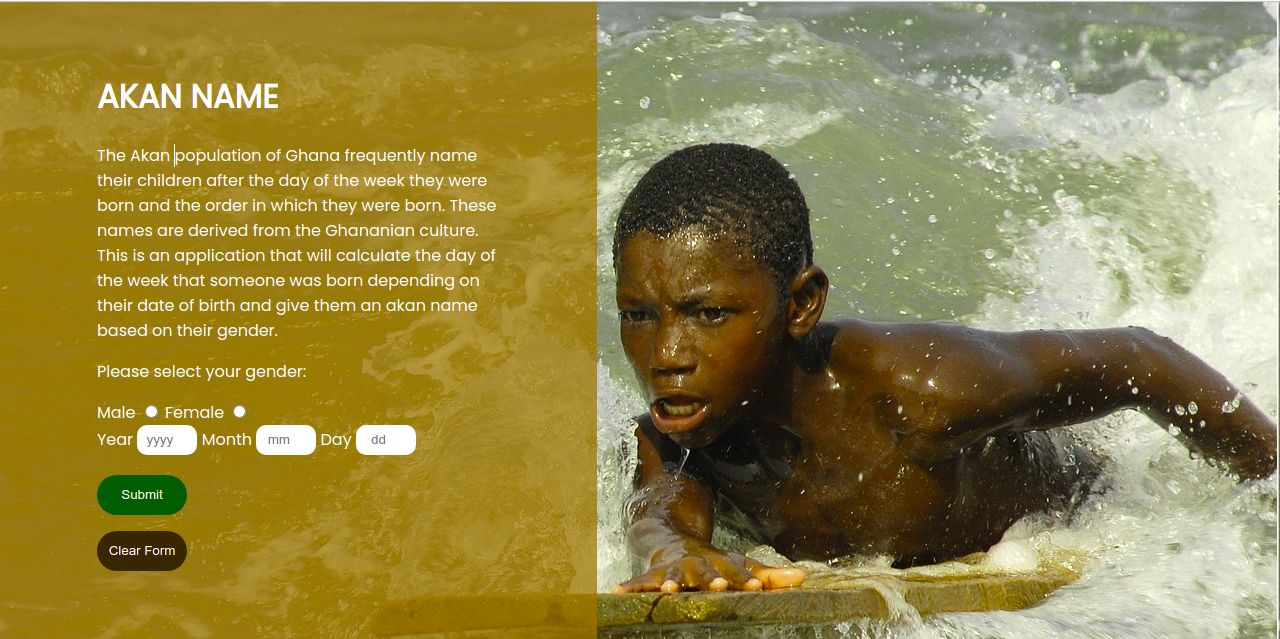 AKAN NAME
The Akan population of Ghana frequently name
their children after the day of the week they were
born and the order in which they were born. These
names are derived from the Ghananian culture.
This is an application that will calculate the day of
the week that someone was born depending on
their date of birth and give them an akan name
based on their gender.
Please select your gender:
Male Female
Year yyyy Month mm Day dd
Submit
Clear Form